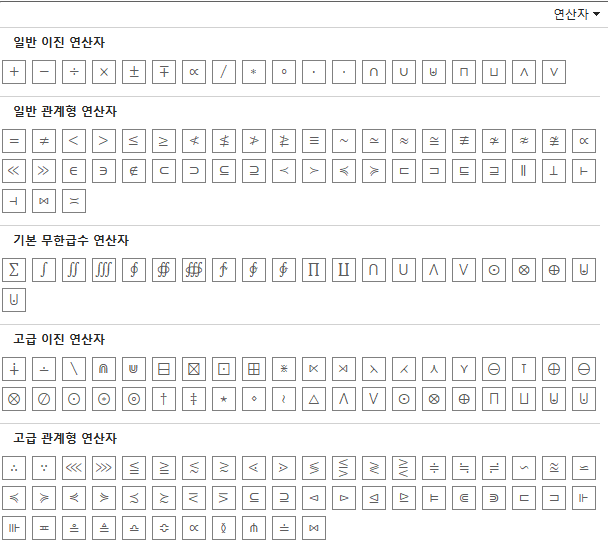 연산자
일반 이진 연산자
+ − ÷ × ± ∓ ∝ / * ∘ · · ∩ ∪ ⊎ ⊓ ⊔ ∧ ∨
일반 관계형 연산자
= ≠ < > ≤ ≥ ≮ ≰ ≯ ≱ ≡ ∼ ≃ ≈ ≅ ≢ ≄ ≉ ≇ ∝
≪ ≫ ∈ ∋ ∉ ⊂ ⊃ ⊆ ⊇ ≺ ≻ ≼ ≽ ⊏ ⊐ ⊑ ⊒ ∥ ⊥ ⊢
⊣ ⋈ ≍
기본 무한급수 연산자
∑ ∫ ∬ ∭ ∮ ∯ ∰ ∱ ∲ ∳ ∏ ∐ ⋂ ⋃ ⋀ ⋁ ⨀ ⨂ ⨁ ⨄
⨃
고급 이진 연산자
∔ ∸ ∖ ⋒ ⋓ ⊟ ⊠ ⊡ ⊞ ⋇ ⋉ ⋊ ⋋ ⋌ ⋏ ⋎ ⊝ ⊺ ⊕ ⊖
⊗ ⊘ ⊙ ⊛ ⊚ † ‡ ⋆ ⋄ ≀ △ ⋀ ⋁ ⨀ ⨂ ⨁ ⨅ ⨆ ⨄ ⨃
고급 관계형 연산자
∴ ∵ ⋘ ⋙ ≦ ≧ ≲ ≳ ⋖ ⋗ ≶ ⋚ ≷ ⋛ ≑ ≒ ≓ ∽ ≊ ⋍
≼ ≽ ⋞ ⋟ ≾ ≿ ⋜ ⋝ ⊆ ⊇ ⊲ ⊳ ⊴ ⊵ ⊨ ⋐ ⋑ ⊏ ⊐ ⊩
⊪ ≖ ≗ ≜ ≏ ≎ ∝ ≬ ⋔ ≐ ⋈